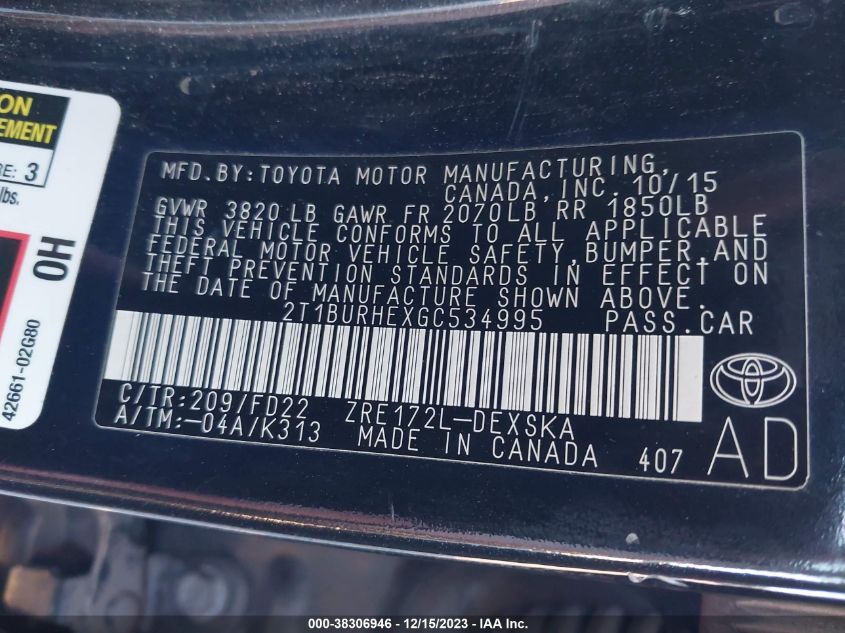 ON
EMENT
RE: 3
lbs.
OH
42661-02G80
MFD.BY:TOYOTA MOTOR MANUFACTURING,
CANADA,INC.10/15
GVWR 3820LB GAWR FR 2070LB RR 1850LB
THIS VEHICLE CONFORMS TO ALL APPLICABLE
FEDERAL MOTOR VEHICLE SAFETY,BUMPER,AND
THEFT PREVENTION STANDARDS IN EFFECT ON
THE DATE OF MANUFACTURE SHOWN ABOVE.
2T1BURHEXGC534995 PASS.CAR
C/TR:209/FD22 ZRE172L-DEXSKA
A/TM:-04A/K313 MADE IN CANADA 407 AD
000-38306946 - 12/15/2023 - IAA Inc.